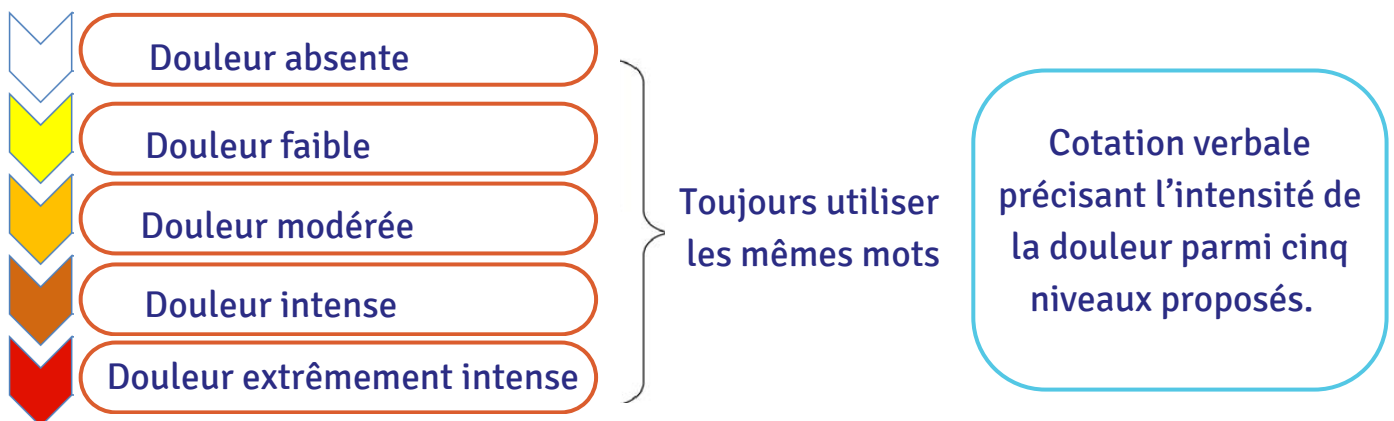 Douleur absente
Douleur faible
Douleur modérée
Douleur intense
Douleur extrêmement intense
Toujours utiliser
les mêmes mots
Cotation verbale
précisant l'intensité de
la douleur parmi cinq
niveaux proposés.